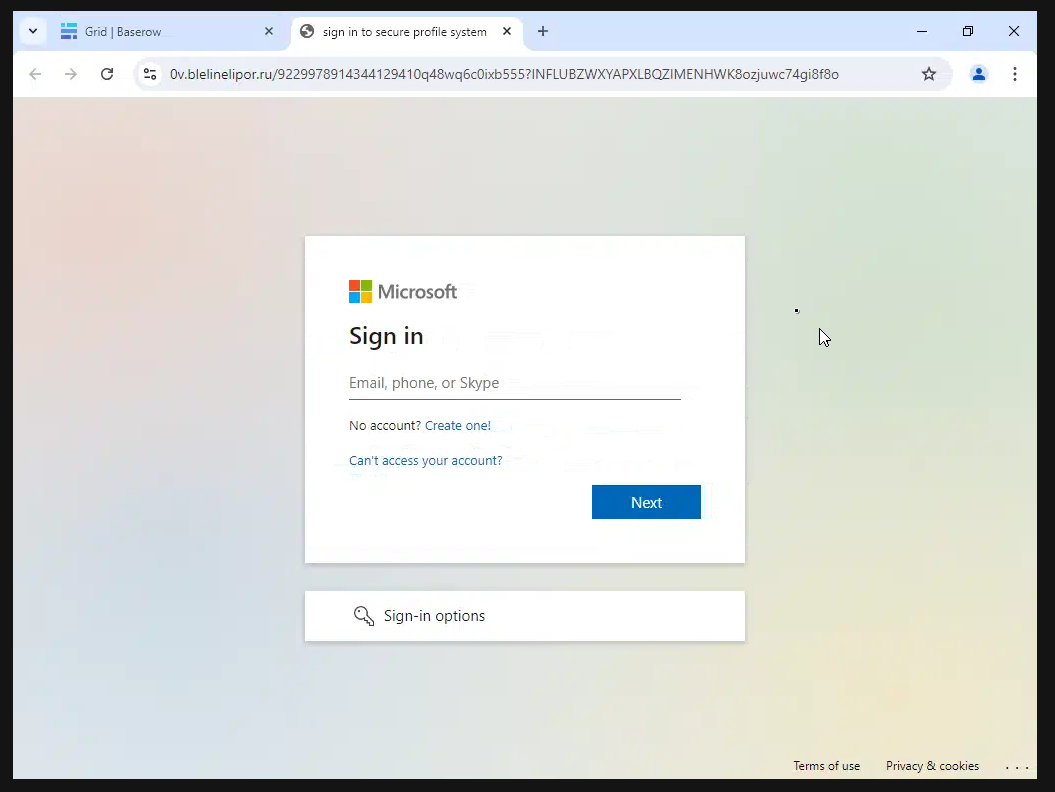 Grid | Baserow
sign in to secure profile system
0v.blelinelipor.ru/9229978914344129410q48wq6c0ixb555?INFLUBZWXYAPXLBQZIMENHWK8ozjuwc74gi8f8o
Microsoft
Sign in
Email, phone, or Skype
No account? Create one!
Can't access your account?
Next
Sign-in options
Terms of use Privacy & cookies ...